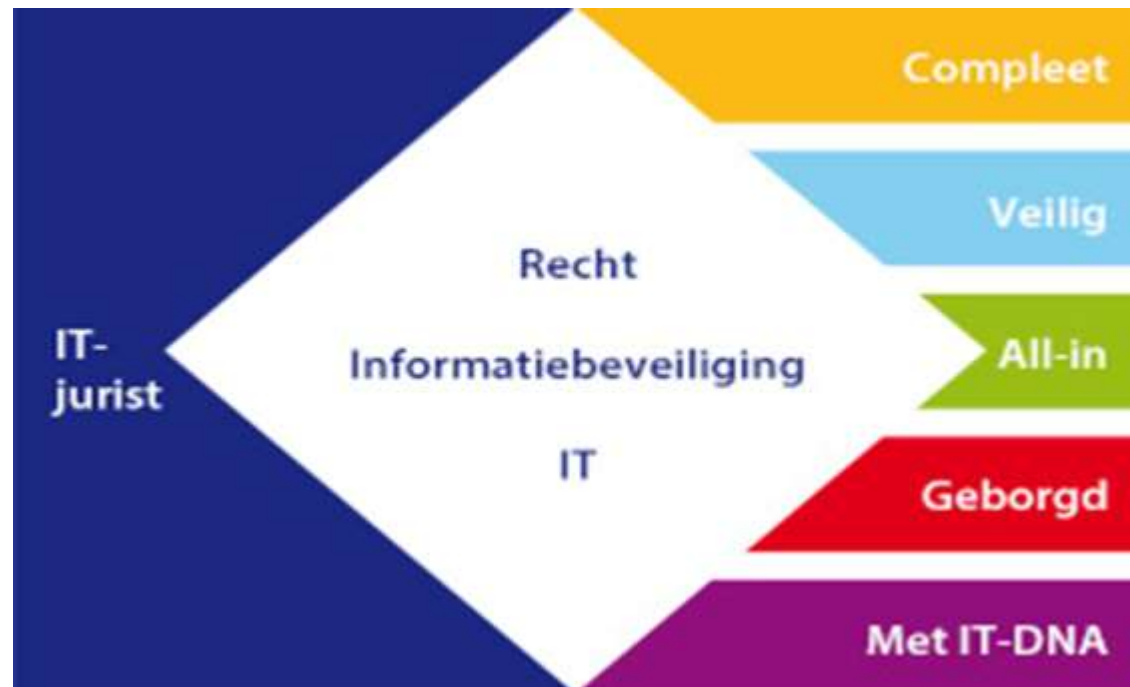 IT-
jurist
Recht
Informatiebeveiliging
IT
Compleet
Veilig
All-in
Geborgd
Met IT-DNA